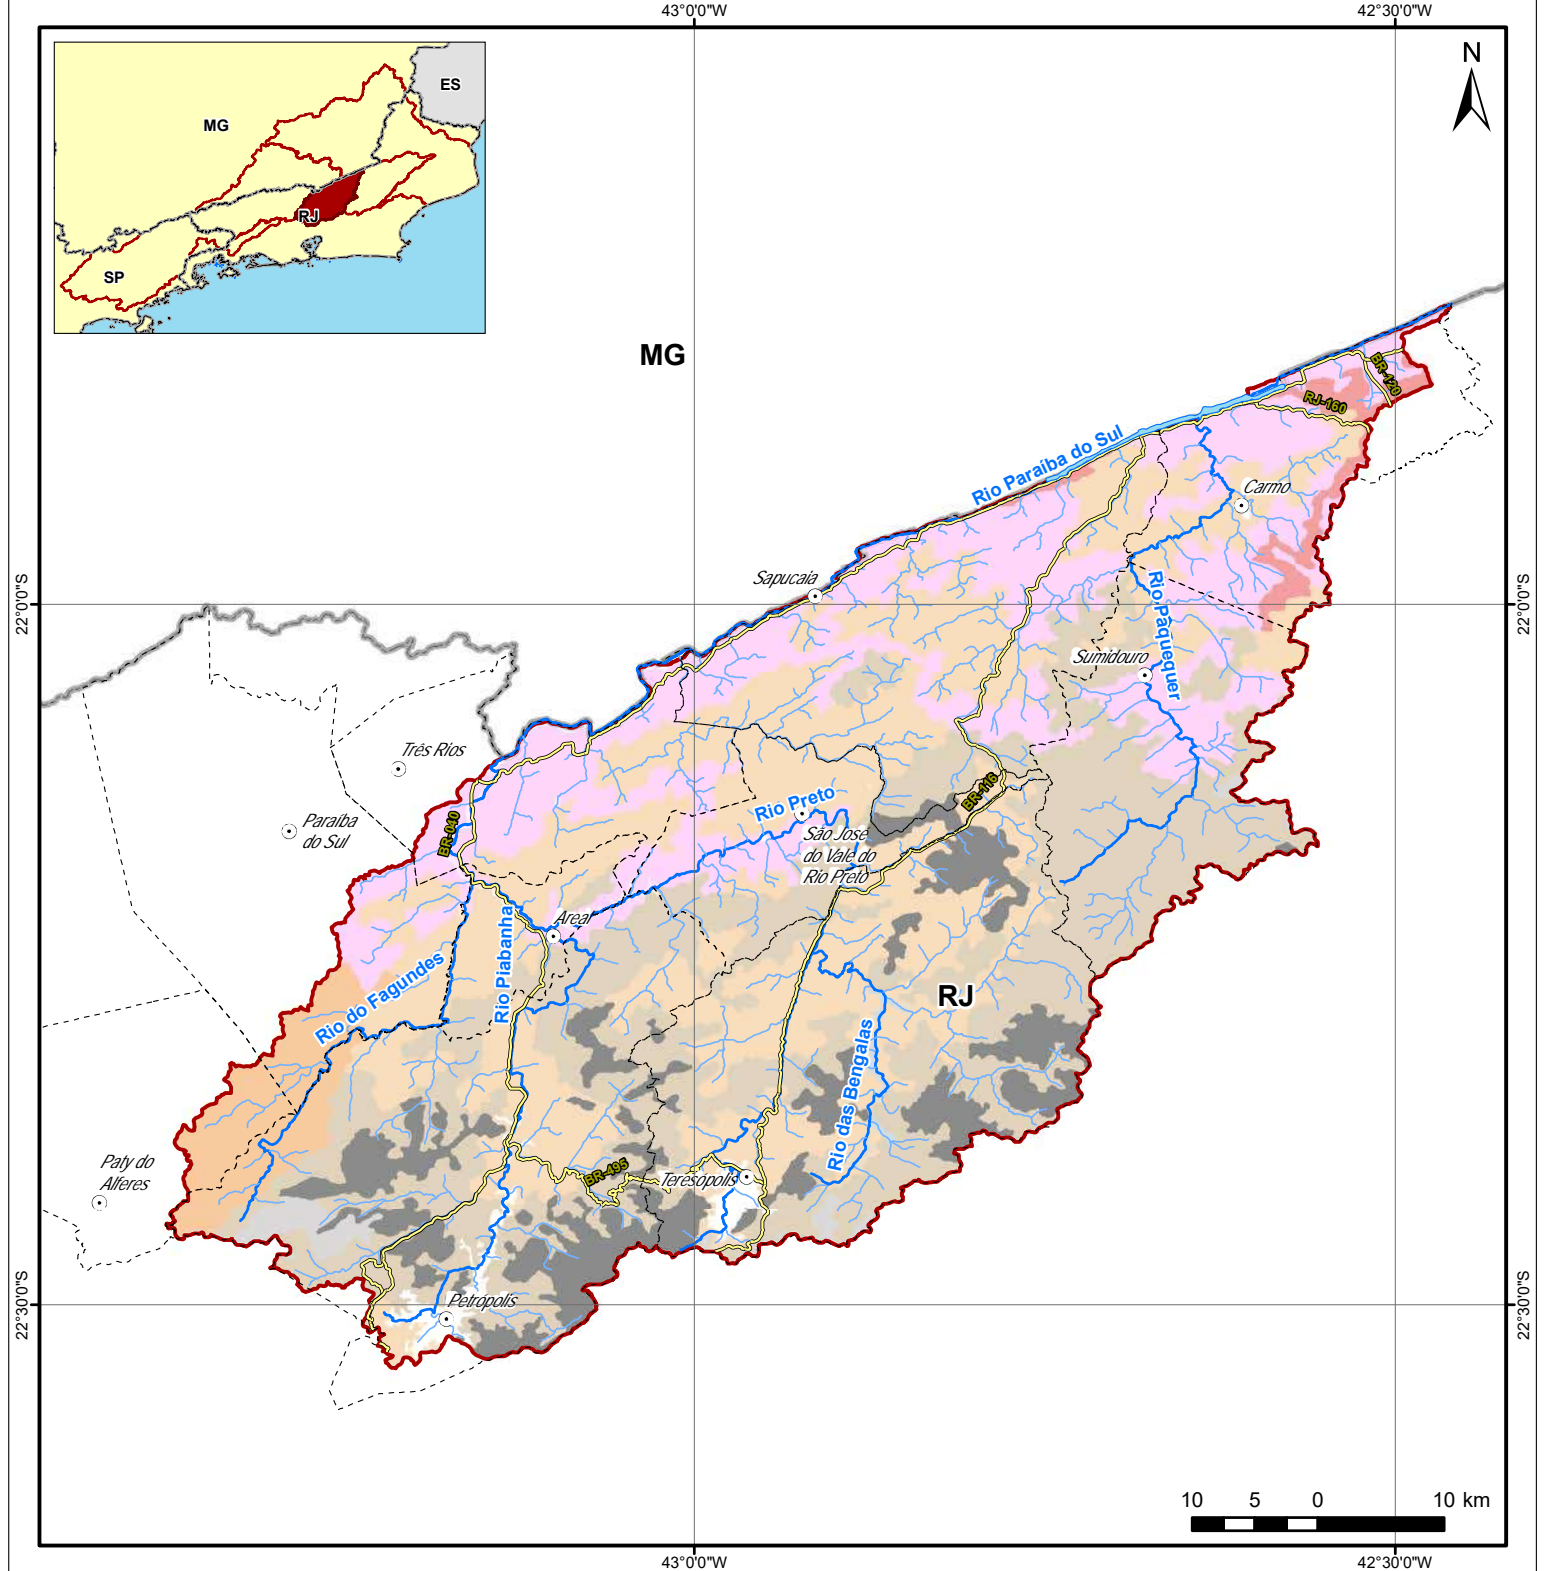 43°0'0"W
42°30'0"W
N
ES
MG
RJ
SP
MG
BR-120
RJ-160
Rio Paraíba do Sul
Carmo
Sapucaia
22°0'0"S
22°0'0"S
Rio Paquequer
Sumidouro
Três Rios
BR-116
Rio Preto
Paraíba
do Sul
BR-040
São José
do Vale do
Rio Preto
Areal
Rio Piabanha
Rio do Fagundes
RJ
Rio das Bengalas
Paty do
Alferes
BR-495
Teresópolis
Petrópolis
22°30'0"S
22°30'0"S
10 5 0 10 km
43°0'0"W
42°30'0"W